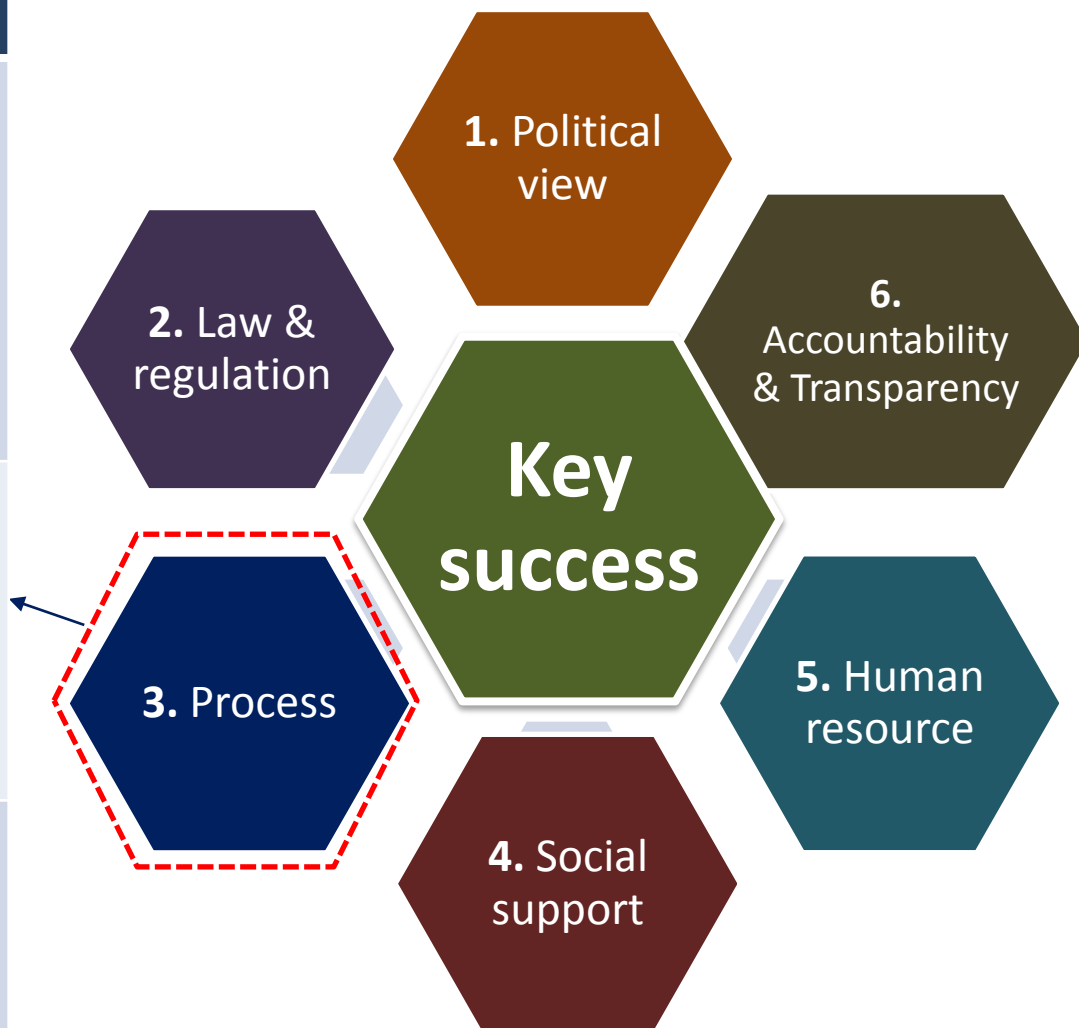 1. Political
view
2. Law &
regulation
6.
Accountability
& Transparency
Key
success
3. Process
5. Human
resource
4. Social
support